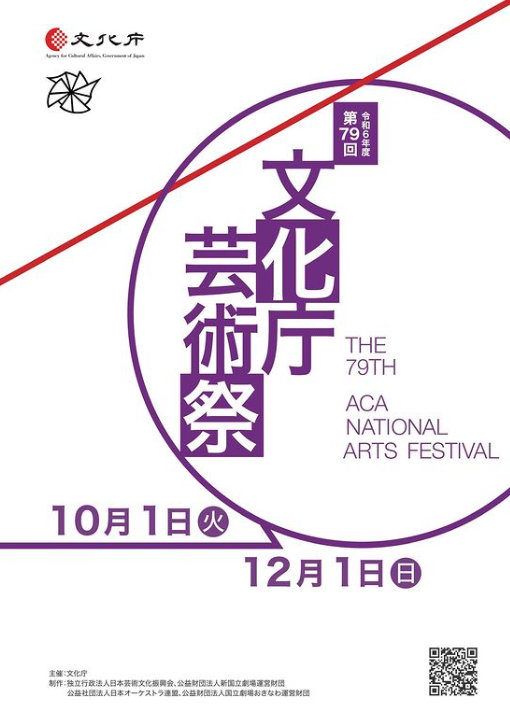 文化庁
Agency for Cultural Affairs, Government of Japan
令和6年度
第79回
文化庁
芸術祭
THE
79TH
ACA
NATIONAL
ARTS FESTIVAL
10月1日火
12月1日日
主催:文化庁
制作:独立行政法人日本芸術文化振興会、公益財団法人新国立劇場運営財団
公益社団法人日本オーケストラ連盟、公益財団法人国立劇場おきなわ運営財団